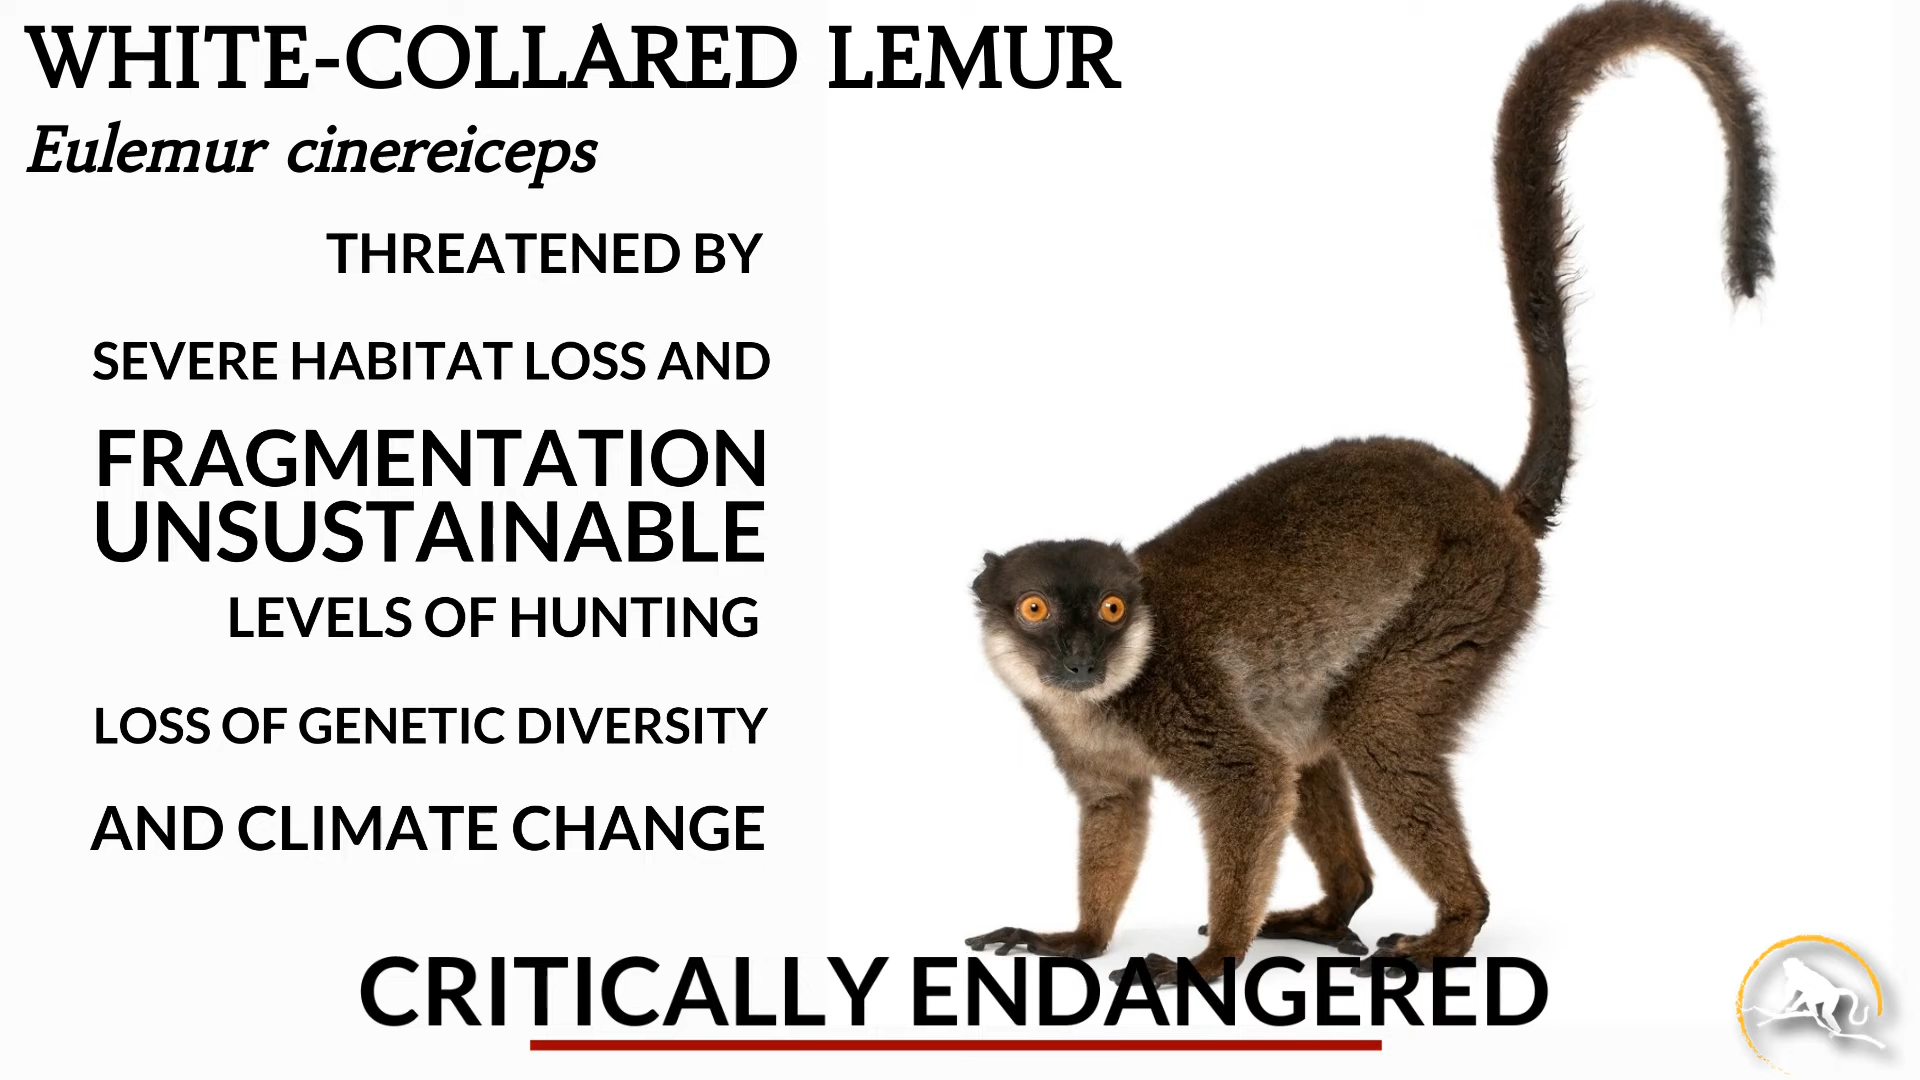 WHITE-COLLARED LEMUR
Eulemur cinereiceps
THREATENED BY
SEVERE HABITAT LOSS AND
FRAGMENTATION
UNSUSTAINABLE
LEVELS OF HUNTING
LOSS OF GENETIC DIVERSITY
AND CLIMATE CHANGE
CRITICALLY ENDANGERED